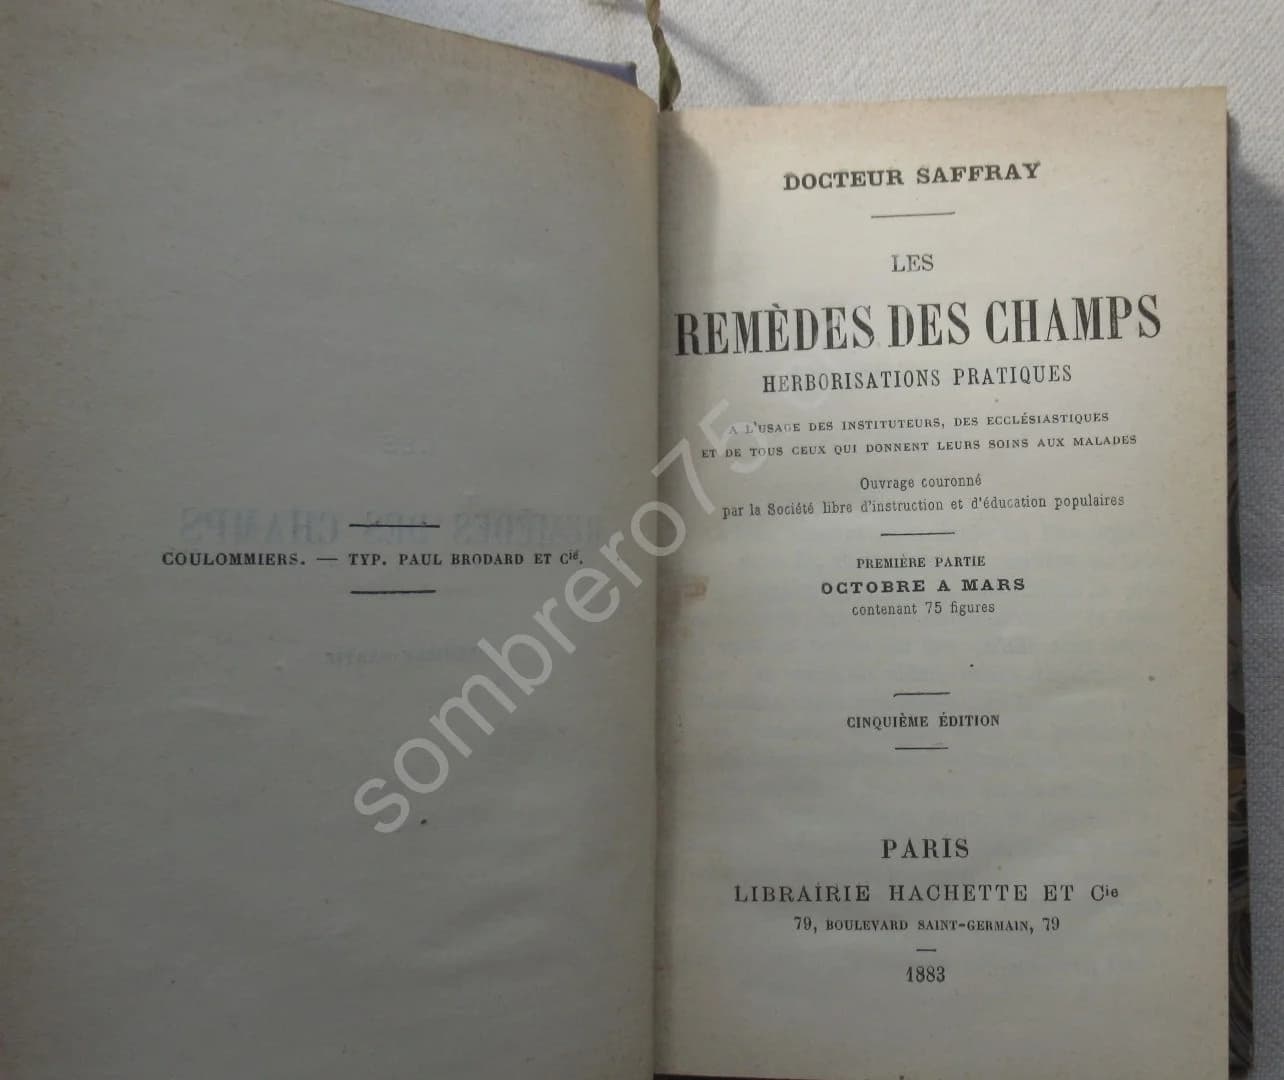 COULOMMIERS. — TYP. PAUL BRODARD ET Cie.
DOCTEUR SAFFRAY
LES
REMÈDES DES CHAMPS
HERBORISATIONS PRATIQUES
A L'USAGE DES INSTITUTEURS, DES ECCLÉSIASTIQUES
ET DE TOUS CEUX QUI DONNENT LEURS SOINS AUX MALADES
Ouvrage couronné
par la Société libre d'instruction et d'éducation populaires
PREMIÈRE PARTIE
OCTOBRE A MARS
contenant 75 figures
CINQUIÈME ÉDITION
PARIS
LIBRAIRIE HACHETTE ET Cie
79, BOULEVARD SAINT-GERMAIN, 79
1883
sombrero75